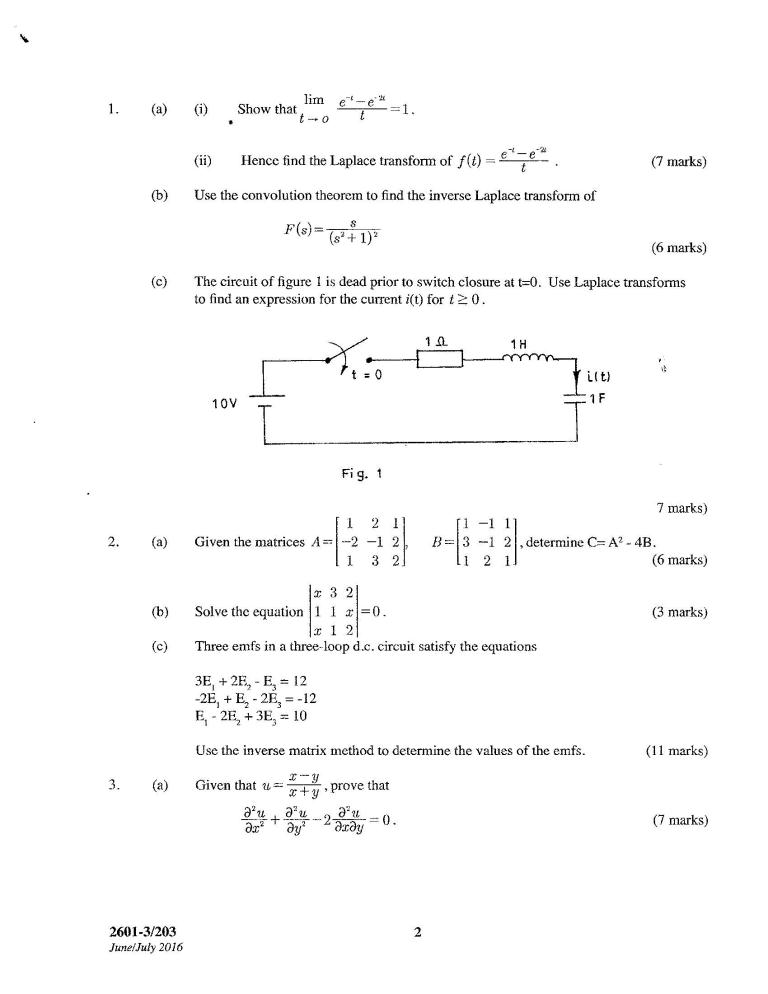 1. (a) (i) Show that lim t → o (e^-t − e^-2t)/t = 1.
(ii) Hence find the Laplace transform of f(t) = (e^-t − e^-2t)/t . (7 marks)
(b) Use the convolution theorem to find the inverse Laplace transform of
F(s) = s/(s² + 1)²
(6 marks)
(c) The circuit of figure 1 is dead prior to switch closure at t=0. Use Laplace transforms
to find an expression for the current i(t) for t ≥ 0 .
1 Ω 1 H
t = 0 i(t)
10V 1 F
Fig. 1
7 marks)
2. (a) Given the matrices A= [1 2 1; -2 -1 2; 1 3 2], B= [1 -1 1; 3 -1 2; 1 2 1], determine C= A² - 4B.
(6 marks)
(b) Solve the equation |x 3 2; 1 1 x; x 1 2| =0 . (3 marks)
(c) Three emfs in a three-loop d.c. circuit satisfy the equations
3E₁ + 2E₂ - E₃ = 12
-2E₁ + E₂ - 2E₃ = -12
E₁ - 2E₂ + 3E₃ = 10
Use the inverse matrix method to determine the values of the emfs. (11 marks)
3. (a) Given that u = (x − y)/(x + y) , prove that
∂²u/∂x² + ∂²u/∂y² − 2 ∂²u/∂x∂y = 0 . (7 marks)
2601-3/203 2
June/July 2016